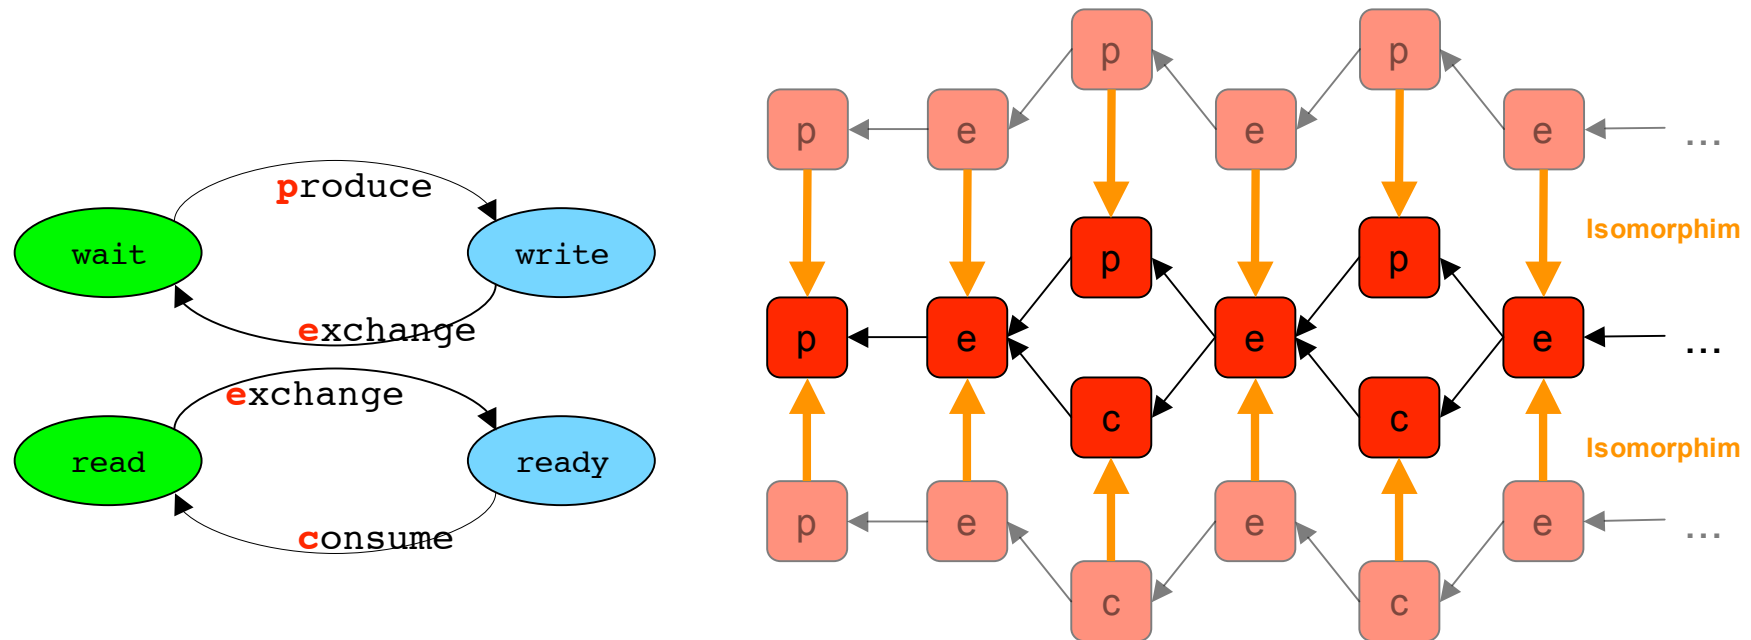 produce
wait
write
exchange
exchange
read
ready
consume
p p
p e e e ...
Isomorphim
p p
p e e e ...
c c
Isomorphim
p e e e ...
c c